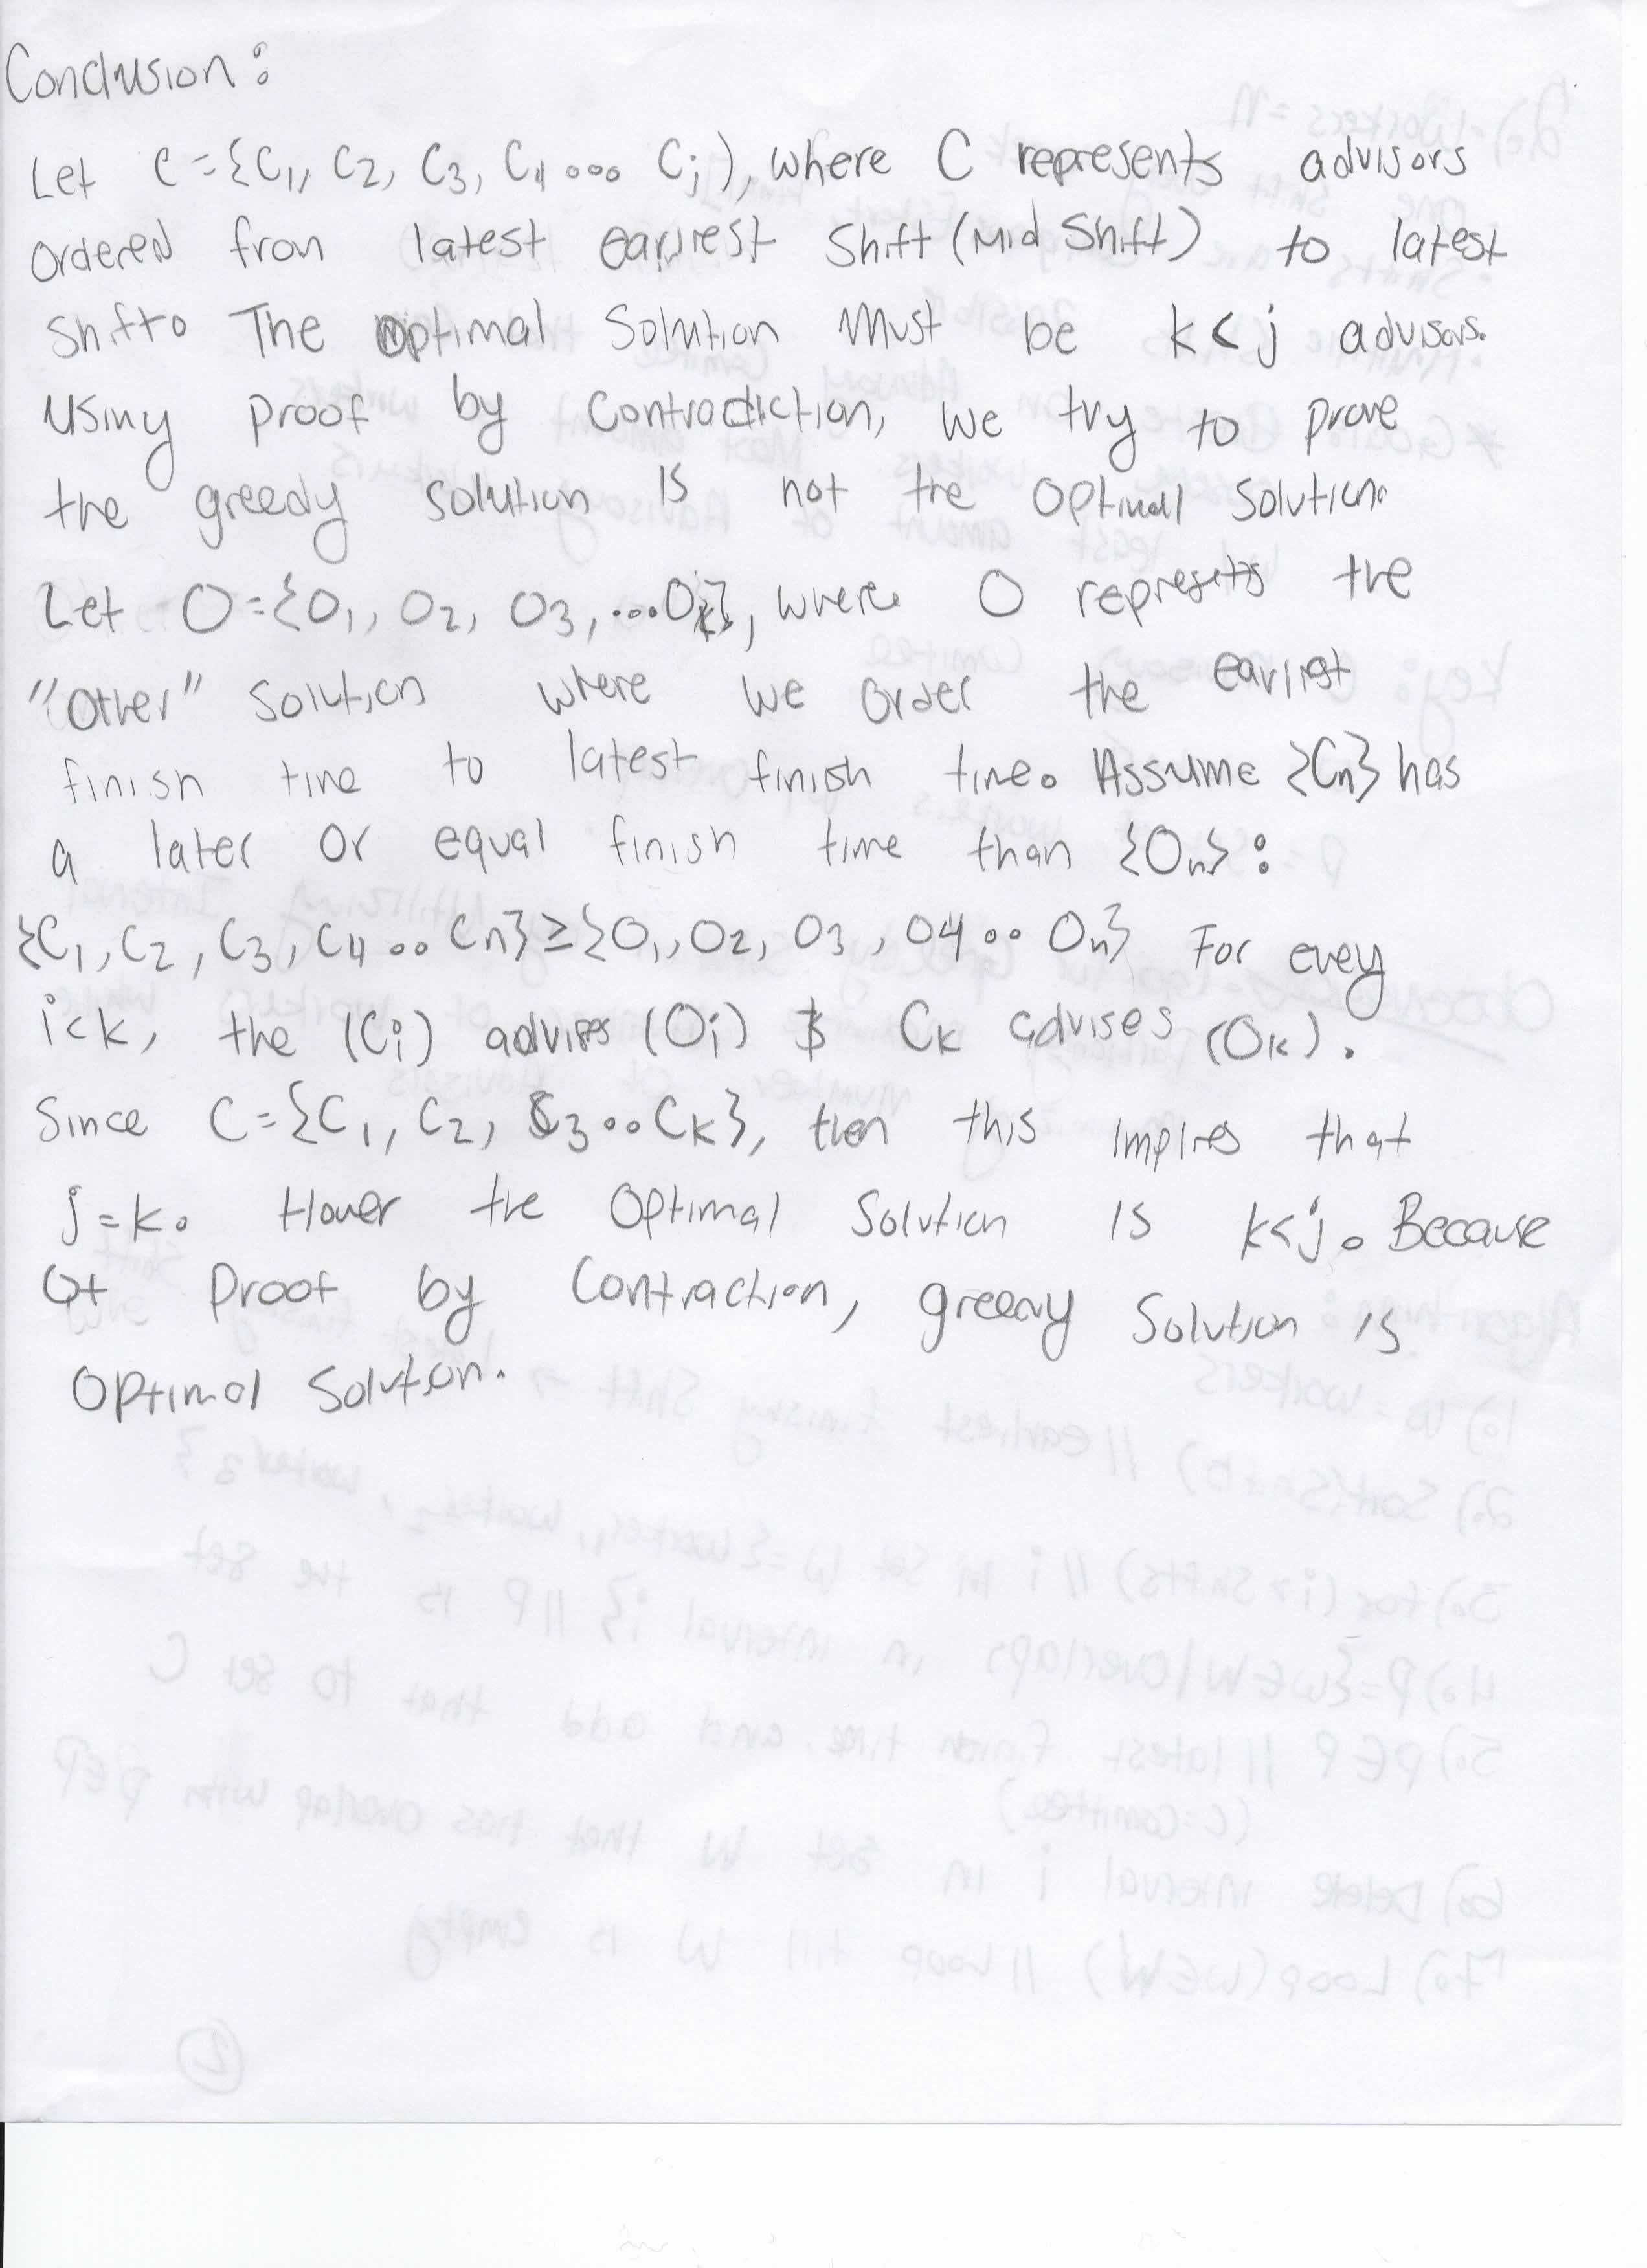 Conclusion:
Let C={C1, C2, C3, C4... Cj), where C represents advisors
Ordered fron latest earliest Shift (Mid Shift) to latest
Shift. The Optimal Solution Must be k<j advisors.
Using Proof by Contradiction, we try to prove
the greedy solution is not the Optimal Solution.
Let O={O1, O2, O3, ...Ok}, where O represets the
"Other" Solution where we Order the earliest
finish time to latest finish time. Assume {Cn} has
a later or equal finish time than {On}:
{C1, C2, C3, C4.. Cn}≥{O1, O2, O3, O4.. On} For evey
i<k, the (Ci) advises (Oi) & Ck advises (Ok).
Since C={C1, C2, C3..Ck}, then this implies that
j=k. Hower the Optimal Solution is k<j. Because
Of Proof by Contraction, greedy Solution is
Optimal Solution.